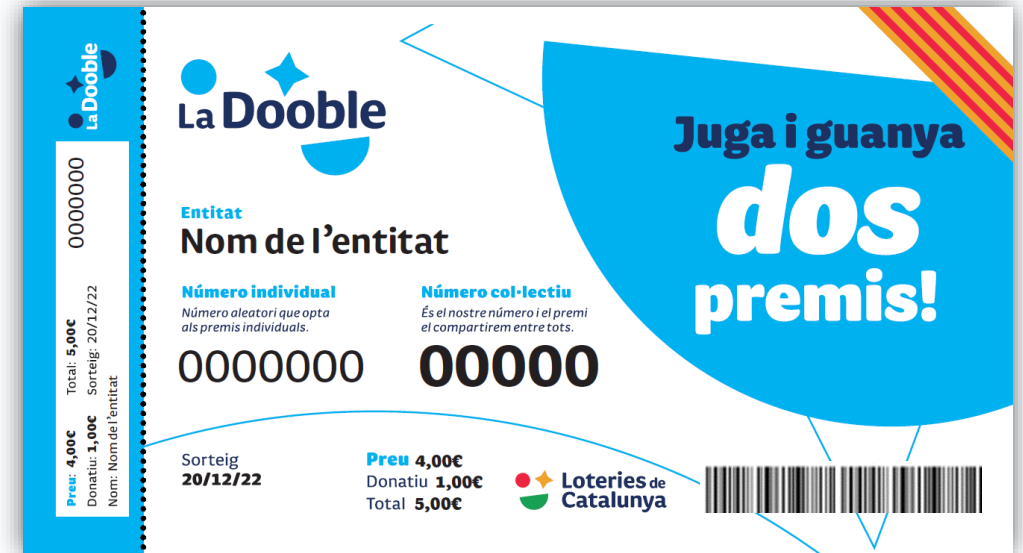 La Dooble
0000000
Preu: 4,00€ Total: 5,00€
Donatiu: 1,00€ Sorteig: 20/12/22
Nom: Nom de l'entitat
La Dooble
Entitat
Nom de l'entitat
Número individual
Número aleatori que opta
als premis individuals.
0000000
Número col·lectiu
És el nostre número i el premi
el compartirem entre tots.
00000
Sorteig
20/12/22
Preu 4,00€
Donatiu 1,00€
Total 5,00€
Loteries de
Catalunya
Juga i guanya
dos
premis!